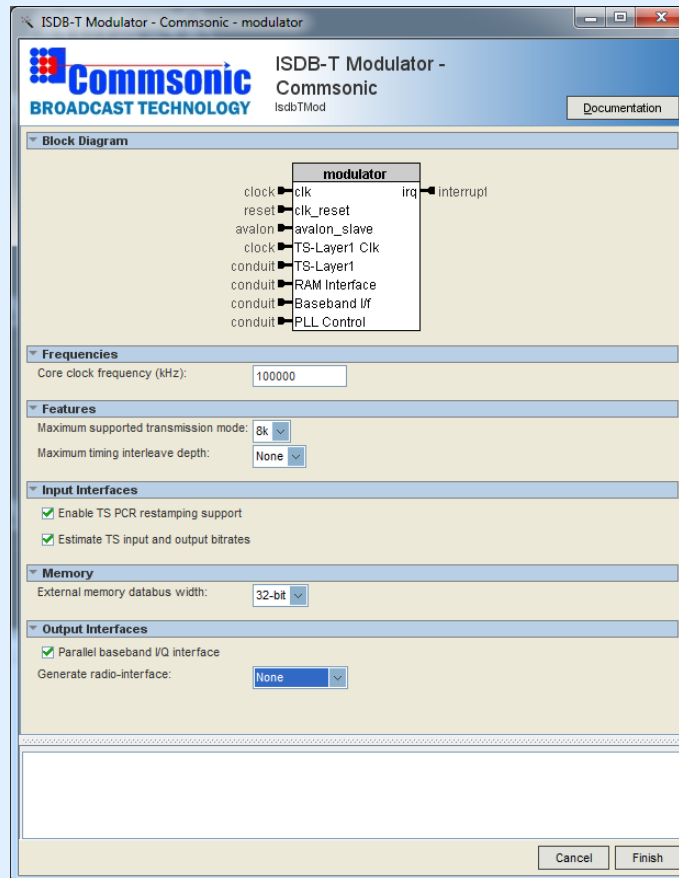 ISDB-T Modulator - Commsonic - modulator
Commsonic
BROADCAST TECHNOLOGY
ISDB-T Modulator -
Commsonic
IsdbTMod
Documentation
Block Diagram
modulator
clock clk irq interrupt
reset clk_reset
avalon avalon_slave
clock TS-Layer1 Clk
conduit TS-Layer1
conduit RAM Interface
conduit Baseband I/f
conduit PLL Control
Frequencies
Core clock frequency (kHz): 100000
Features
Maximum supported transmission mode: 8k
Maximum timing interleave depth: None
Input Interfaces
Enable TS PCR restamping support
Estimate TS input and output bitrates
Memory
External memory databus width: 32-bit
Output Interfaces
Parallel baseband I/Q interface
Generate radio-interface: None
Cancel Finish